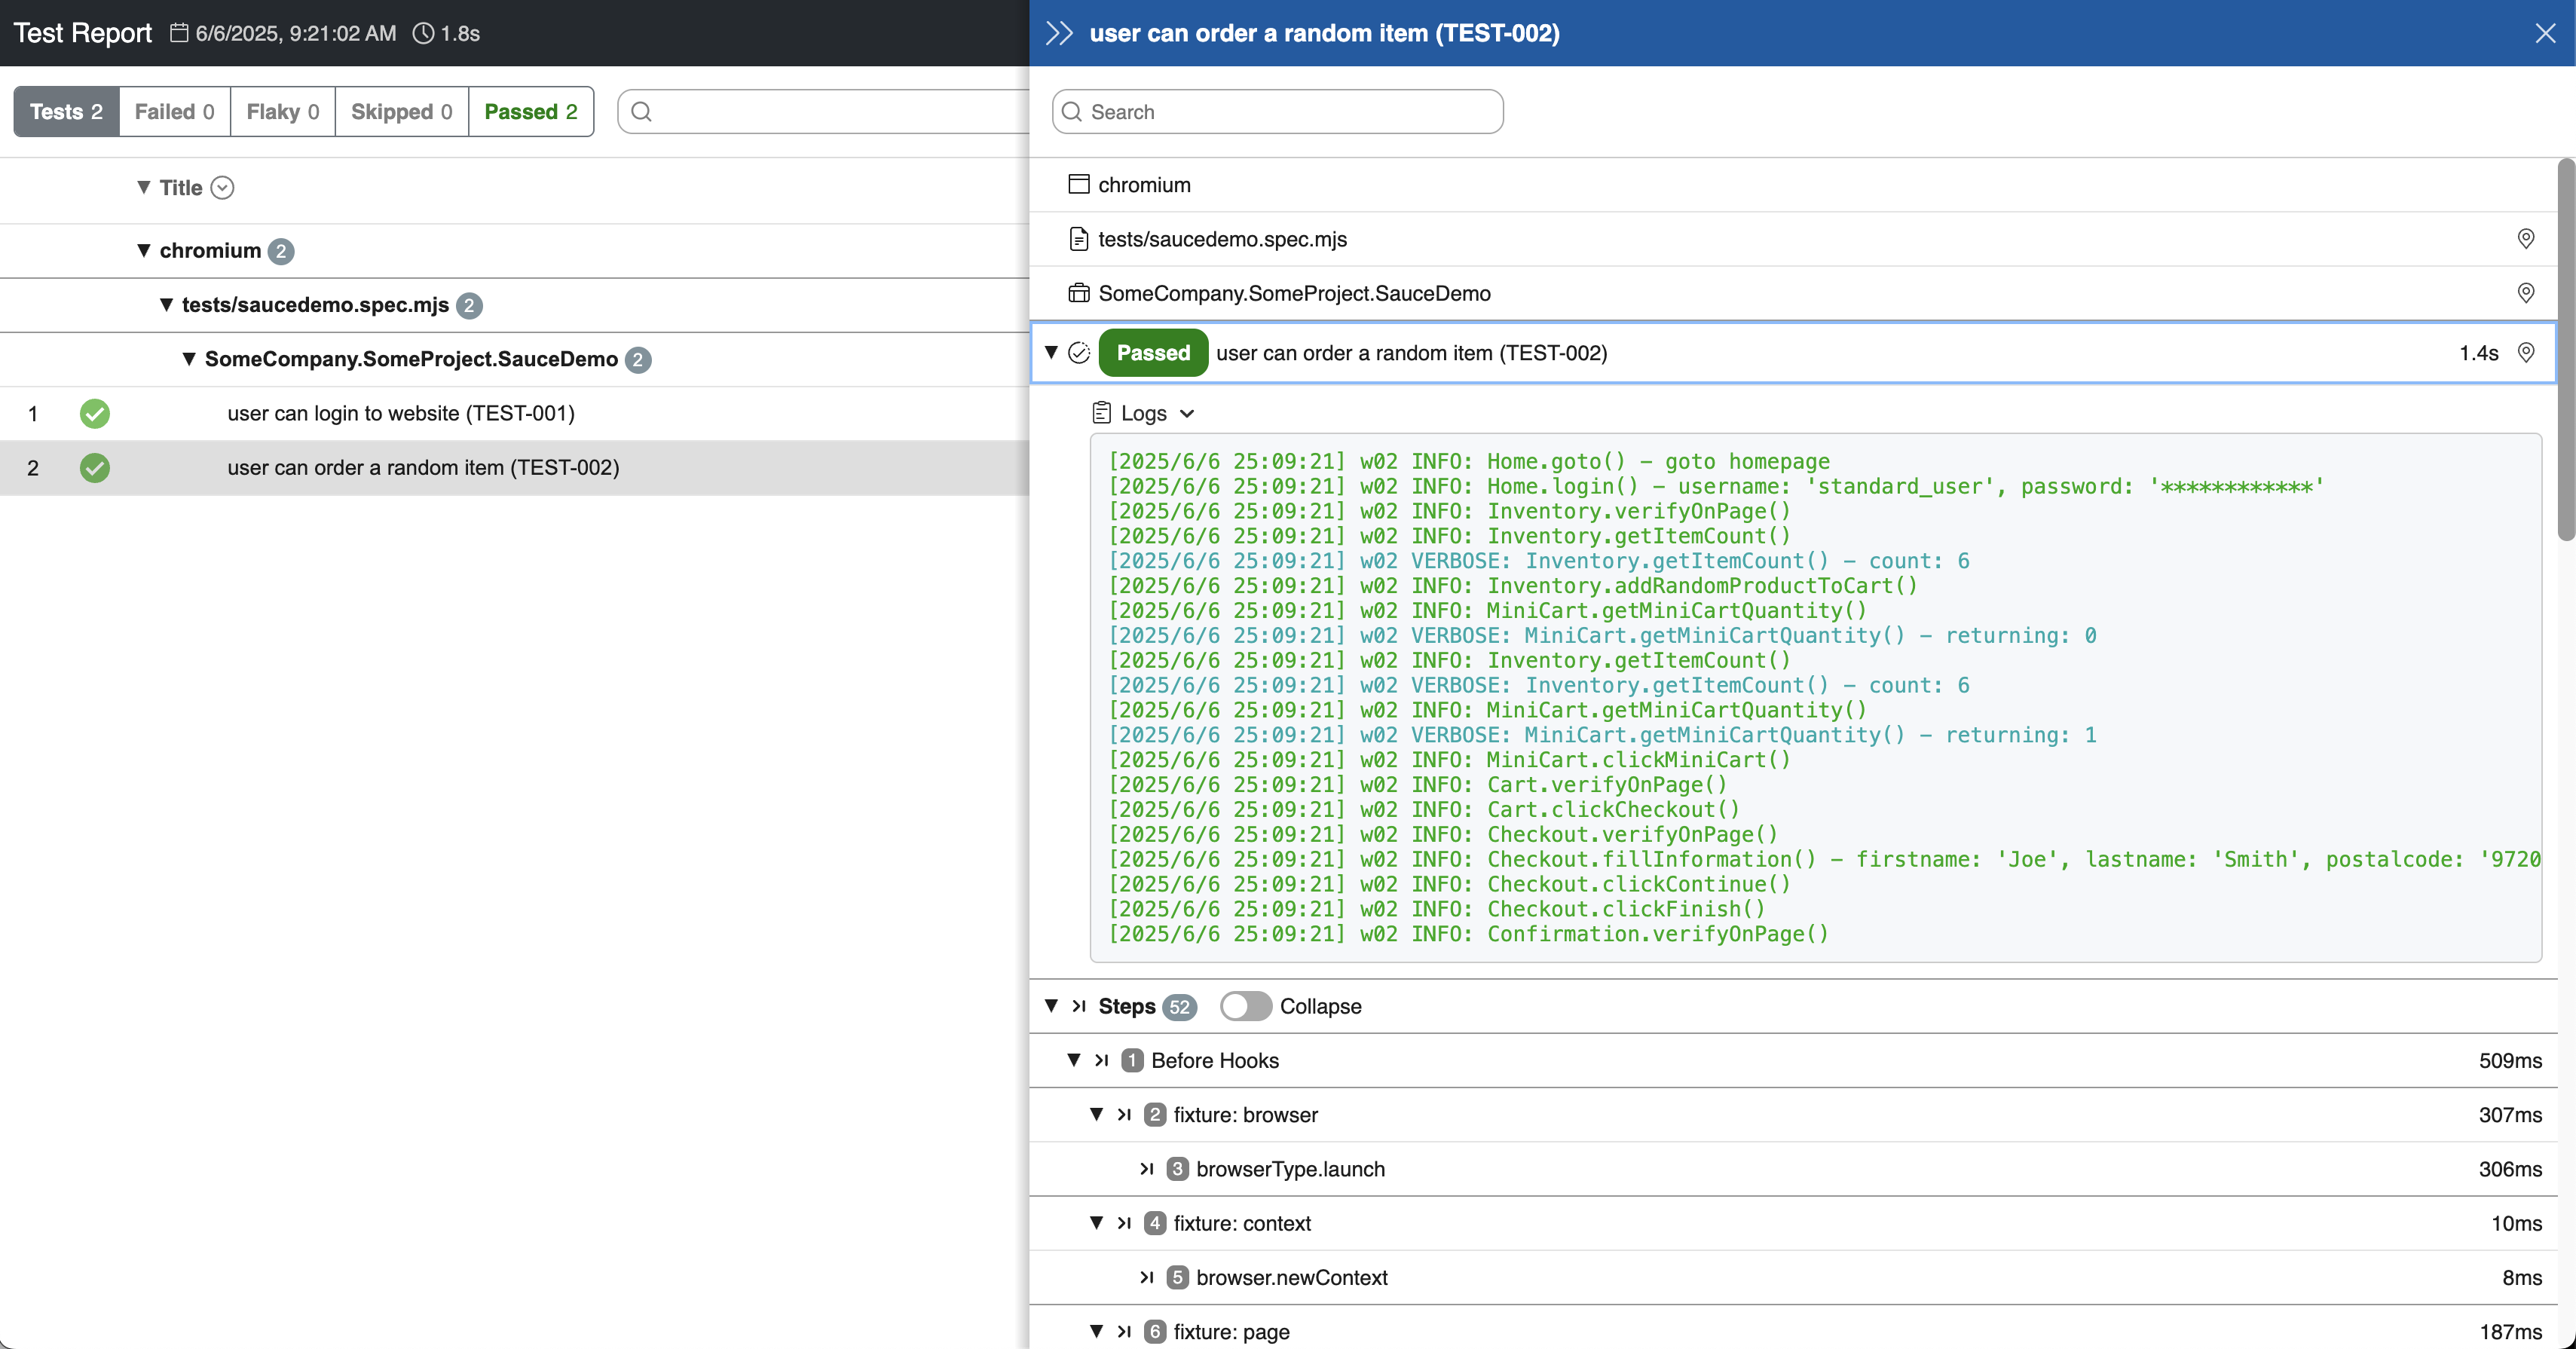 Test Report 6/6/2025, 9:21:02 AM 1.8s
Tests 2 Failed 0 Flaky 0 Skipped 0 Passed 2
Title
chromium 2
tests/saucedemo.spec.mjs 2
SomeCompany.SomeProject.SauceDemo 2
1 user can login to website (TEST-001)
2 user can order a random item (TEST-002)
user can order a random item (TEST-002)
Search
chromium
tests/saucedemo.spec.mjs
SomeCompany.SomeProject.SauceDemo
Passed user can order a random item (TEST-002) 1.4s
Logs
[2025/6/6 25:09:21] w02 INFO: Home.goto() – goto homepage
[2025/6/6 25:09:21] w02 INFO: Home.login() – username: 'standard_user', password: '************'
[2025/6/6 25:09:21] w02 INFO: Inventory.verifyOnPage()
[2025/6/6 25:09:21] w02 INFO: Inventory.getItemCount()
[2025/6/6 25:09:21] w02 VERBOSE: Inventory.getItemCount() – count: 6
[2025/6/6 25:09:21] w02 INFO: Inventory.addRandomProductToCart()
[2025/6/6 25:09:21] w02 INFO: MiniCart.getMiniCartQuantity()
[2025/6/6 25:09:21] w02 VERBOSE: MiniCart.getMiniCartQuantity() – returning: 0
[2025/6/6 25:09:21] w02 INFO: Inventory.getItemCount()
[2025/6/6 25:09:21] w02 VERBOSE: Inventory.getItemCount() – count: 6
[2025/6/6 25:09:21] w02 INFO: MiniCart.getMiniCartQuantity()
[2025/6/6 25:09:21] w02 VERBOSE: MiniCart.getMiniCartQuantity() – returning: 1
[2025/6/6 25:09:21] w02 INFO: MiniCart.clickMiniCart()
[2025/6/6 25:09:21] w02 INFO: Cart.verifyOnPage()
[2025/6/6 25:09:21] w02 INFO: Cart.clickCheckout()
[2025/6/6 25:09:21] w02 INFO: Checkout.verifyOnPage()
[2025/6/6 25:09:21] w02 INFO: Checkout.fillInformation() – firstname: 'Joe', lastname: 'Smith', postalcode: '9720
[2025/6/6 25:09:21] w02 INFO: Checkout.clickContinue()
[2025/6/6 25:09:21] w02 INFO: Checkout.clickFinish()
[2025/6/6 25:09:21] w02 INFO: Confirmation.verifyOnPage()
Steps 52 Collapse
1 Before Hooks 509ms
2 fixture: browser 307ms
3 browserType.launch 306ms
4 fixture: context 10ms
5 browser.newContext 8ms
6 fixture: page 187ms